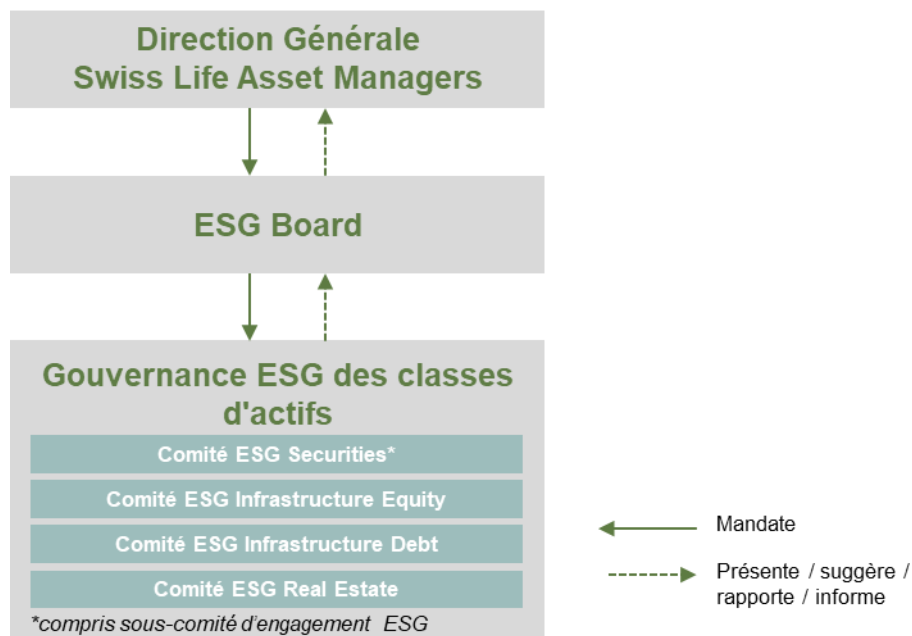 Direction Générale
Swiss Life Asset Managers
ESG Board
Gouvernance ESG des classes
d'actifs
Comité ESG Securities*
Comité ESG Infrastructure Equity
Comité ESG Infrastructure Debt
Comité ESG Real Estate
*compris sous-comité d'engagement ESG
Mandate
Présente / suggère /
rapporte / informe